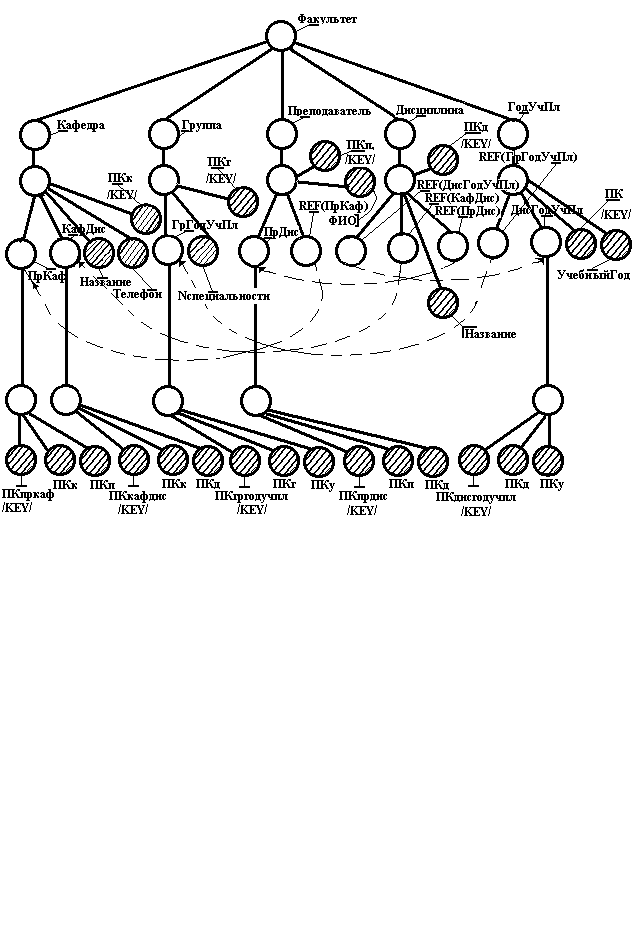 Факультет
Кафедра
Группа
Преподаватель
Дисциплина
ГодУчПл
ПКк
/KEY/
ПКг
/KEY/
ПКп,
/KEY/
ПКд
/KEY/
REF(ГрГодУчПл)
REF(ДисГодУчПл)
REF(КафДис)
REF(ПрДис)
REF(ПрКаф)
ФИО
ДисГодУчПл
ПК
/KEY/
КафДис
ГрГодУчПл
ПрДис
ПрКаф
Название
Телефон
Nспециальности
УчебныйГод
Название
ПКпркаф
/KEY/
ПКк
ПКп
ПКкафдис
/KEY/
ПКк
ПКд
ПКгргодучпл
/KEY/
ПКг
ПКу
ПКпрдис
/KEY/
ПКп
ПКд
ПКдисгодучпл
/KEY/
ПКд
ПКу